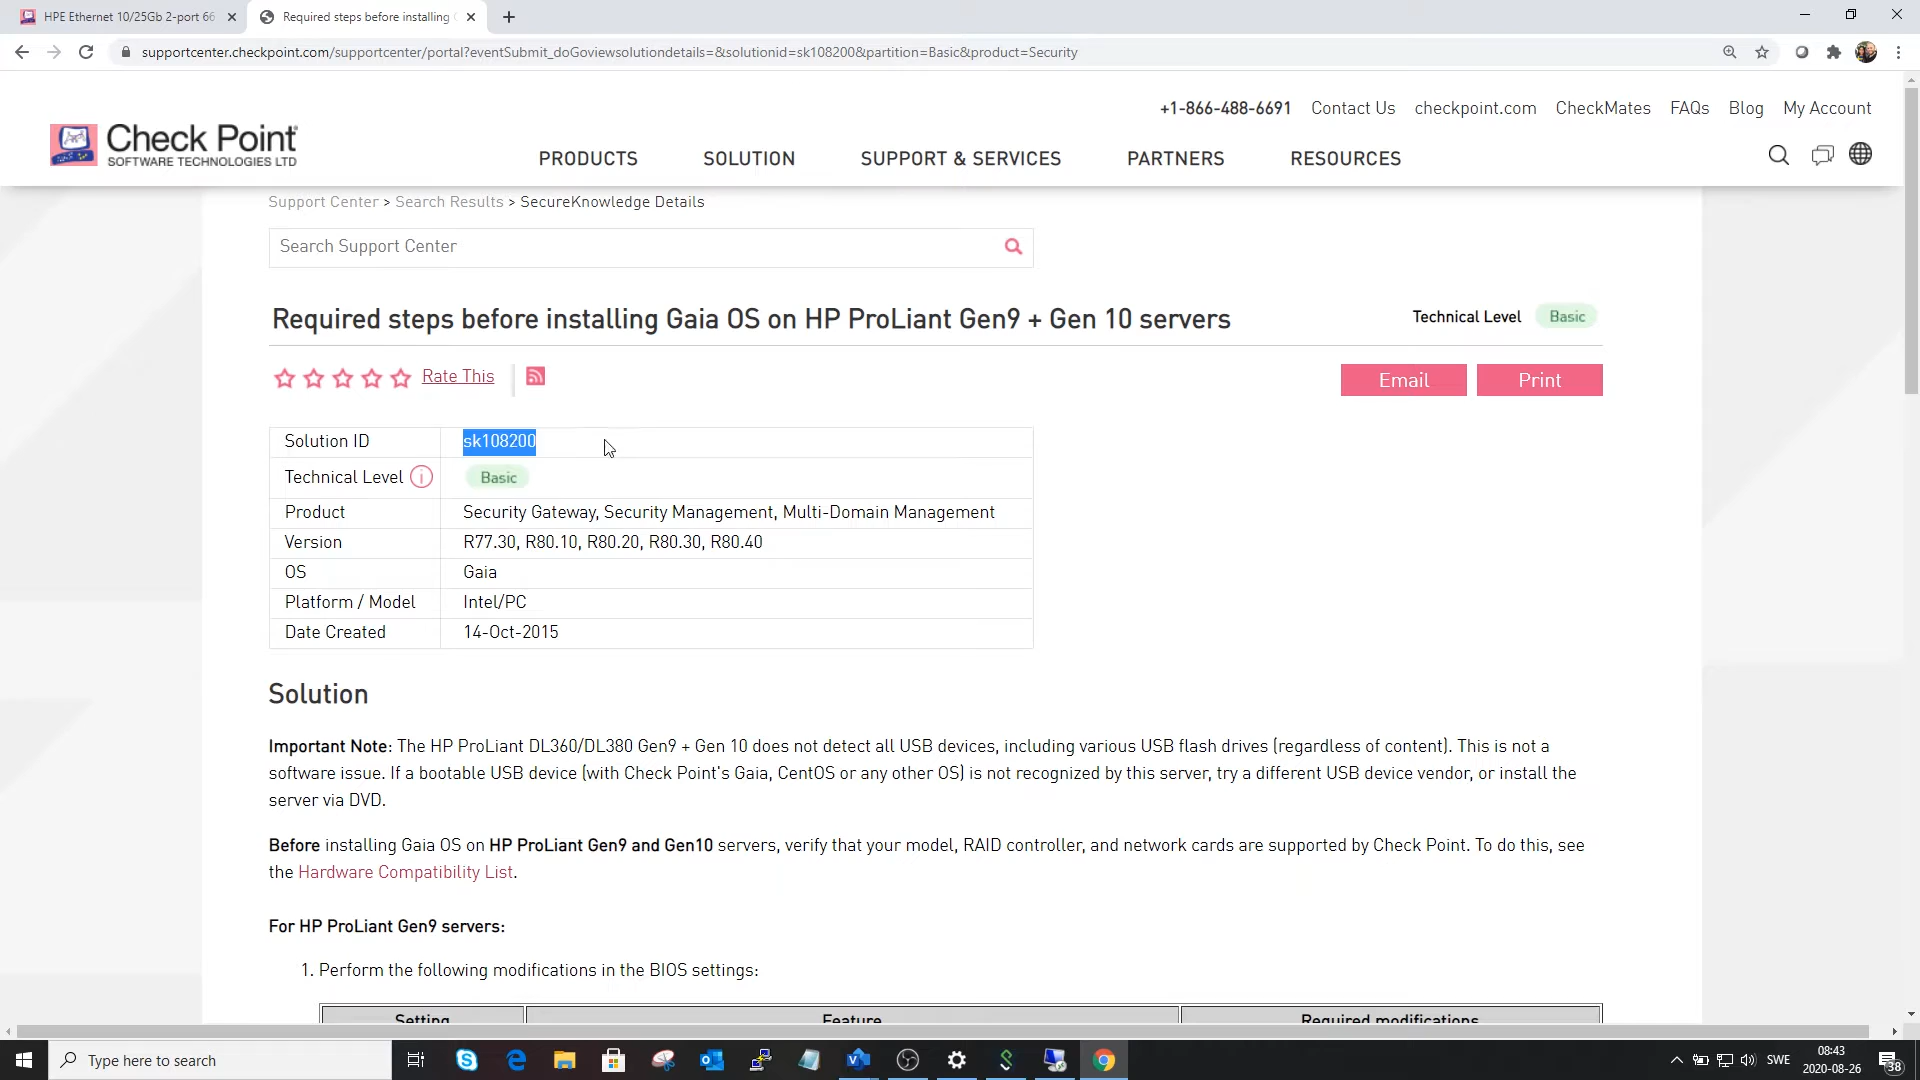 HPE Ethernet 10/25Gb 2-port 66
Required steps before installing
supportcenter.checkpoint.com/supportcenter/portal?eventSubmit_doGoviewsolutiondetails=&solutionid=sk108200&partition=Basic&product=Security
+1-866-488-6691 Contact Us checkpoint.com CheckMates FAQs Blog My Account
Check Point
SOFTWARE TECHNOLOGIES LTD
PRODUCTS SOLUTION SUPPORT & SERVICES PARTNERS RESOURCES
Support Center > Search Results > SecureKnowledge Details
Search Support Center
Required steps before installing Gaia OS on HP ProLiant Gen9 + Gen 10 servers
Technical Level Basic
Rate This
Email Print
Solution ID sk108200
Technical Level Basic
Product Security Gateway, Security Management, Multi-Domain Management
Version R77.30, R80.10, R80.20, R80.30, R80.40
OS Gaia
Platform / Model Intel/PC
Date Created 14-Oct-2015
Solution
Important Note: The HP ProLiant DL360/DL380 Gen9 + Gen 10 does not detect all USB devices, including various USB flash drives (regardless of content). This is not a
software issue. If a bootable USB device (with Check Point's Gaia, CentOS or any other OS) is not recognized by this server, try a different USB device vendor, or install the
server via DVD.
Before installing Gaia OS on HP ProLiant Gen9 and Gen10 servers, verify that your model, RAID controller, and network cards are supported by Check Point. To do this, see
the Hardware Compatibility List.
For HP ProLiant Gen9 servers:
1. Perform the following modifications in the BIOS settings:
Setting Feature Required modifications
Type here to search
SWE
08:43
2020-08-26
38